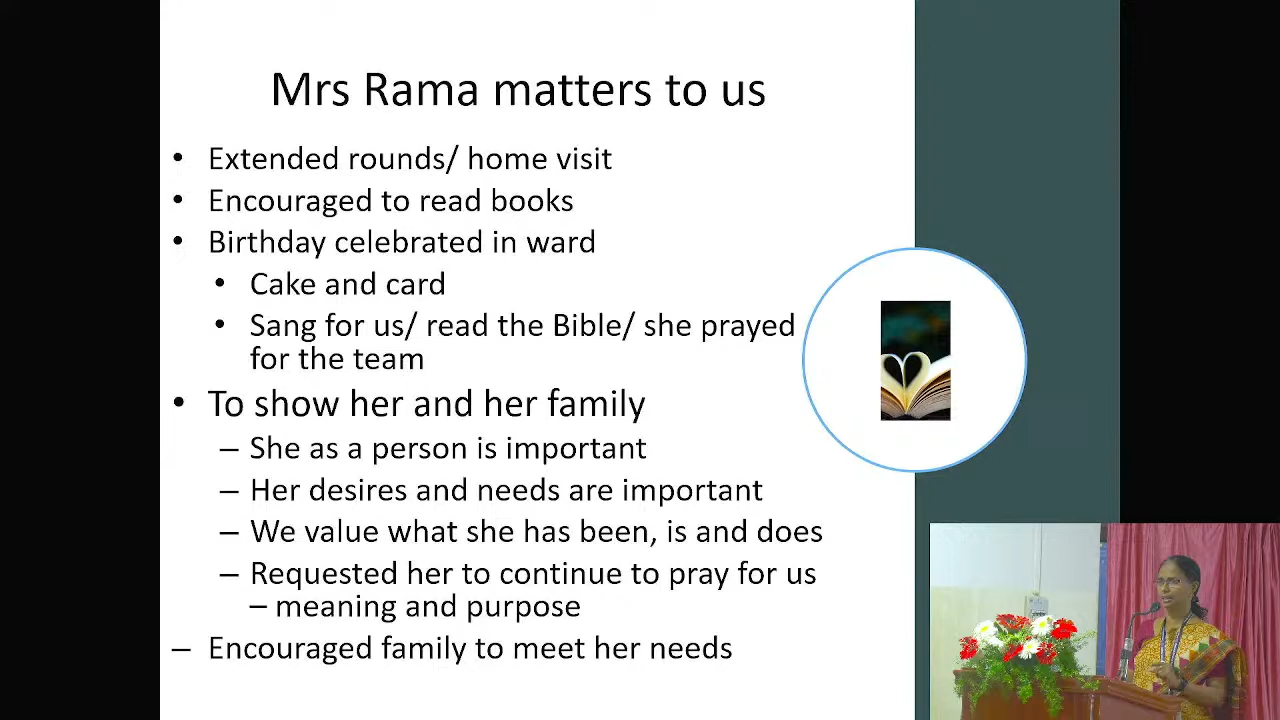 Mrs Rama matters to us
• Extended rounds/ home visit
• Encouraged to read books
• Birthday celebrated in ward
• Cake and card
• Sang for us/ read the Bible/ she prayed
for the team
• To show her and her family
– She as a person is important
– Her desires and needs are important
– We value what she has been, is and does
– Requested her to continue to pray for us
– meaning and purpose
– Encouraged family to meet her needs